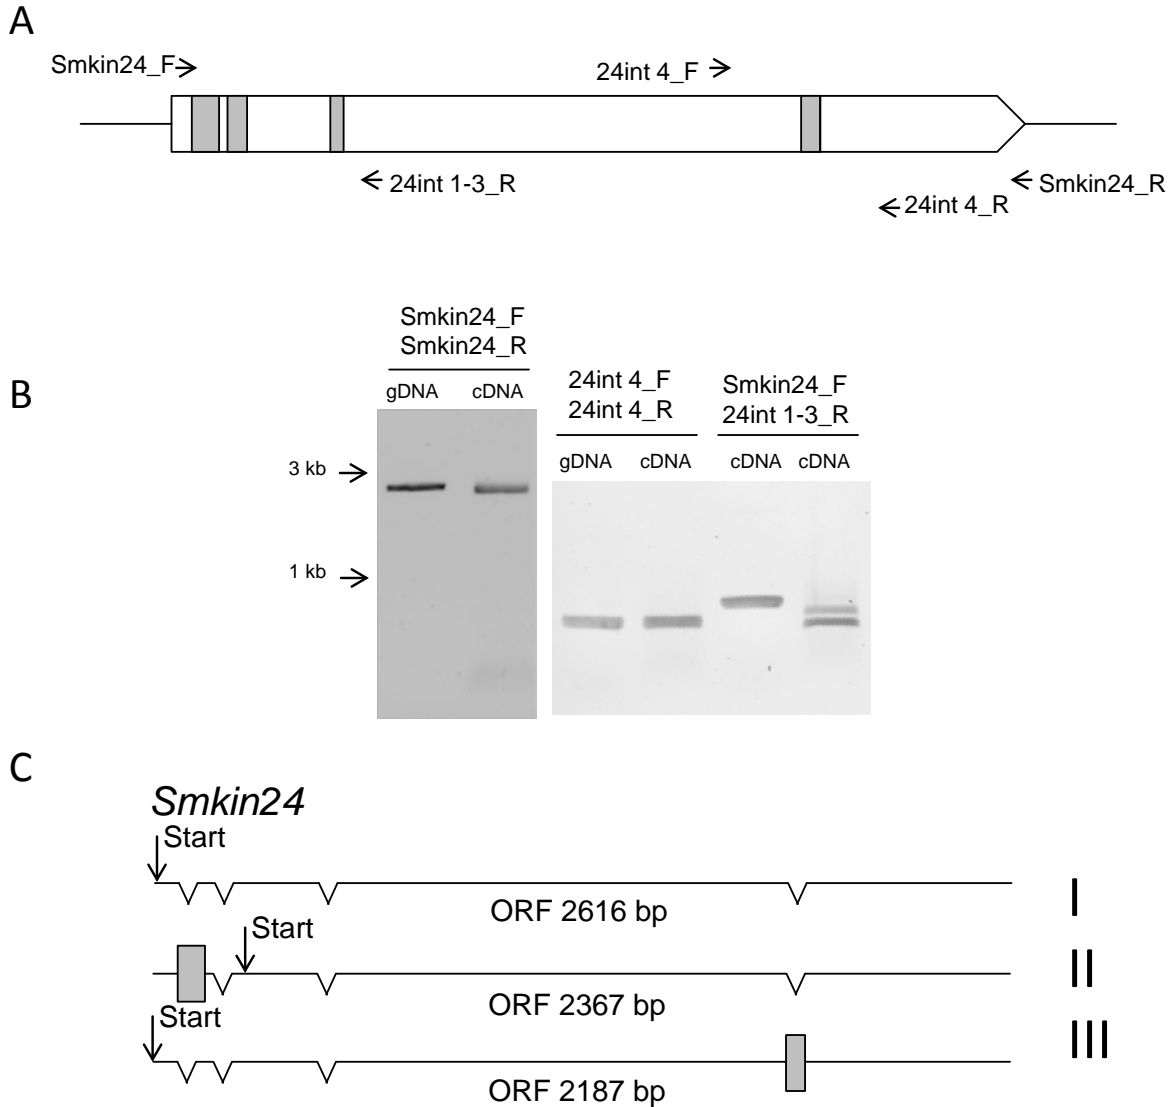 A
Smkin24_F
24int 4_F
24int 1-3_R
Smkin24_R
24int 4_R
B
Smkin24_F
Smkin24_R
gDNA
cDNA
24int 4_F
24int 4_R
gDNA
cDNA
Smkin24_F
24int 1-3_R
cDNA
cDNA
3 kb
1 kb
C
Smkin24
Start
ORF 2616 bp
I
Start
ORF 2367 bp
II
Start
ORF 2187 bp
III